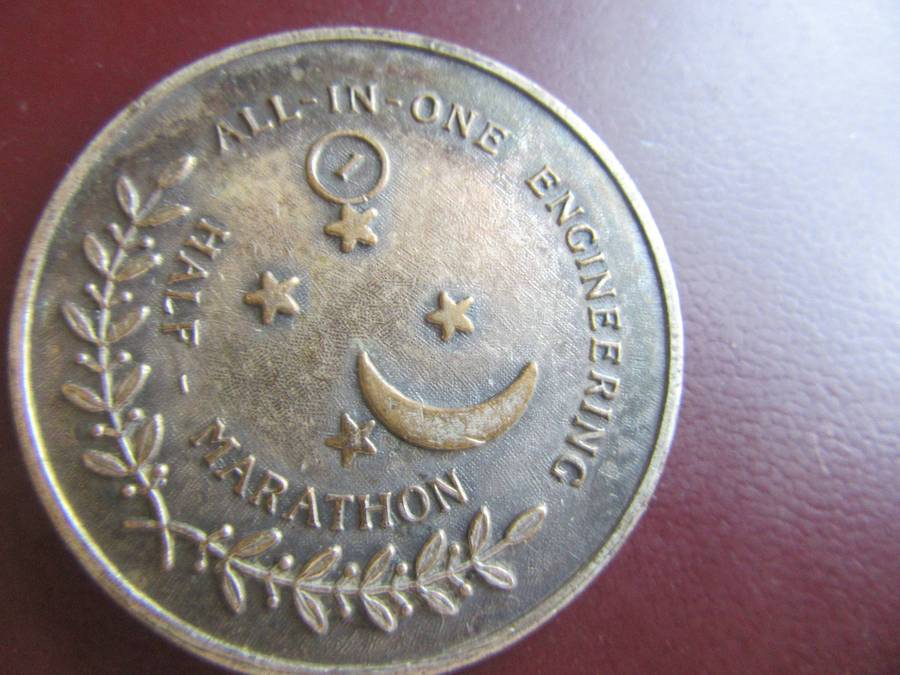 ALL-IN-ONE ENGINEERING
1
HALF-MARATHON